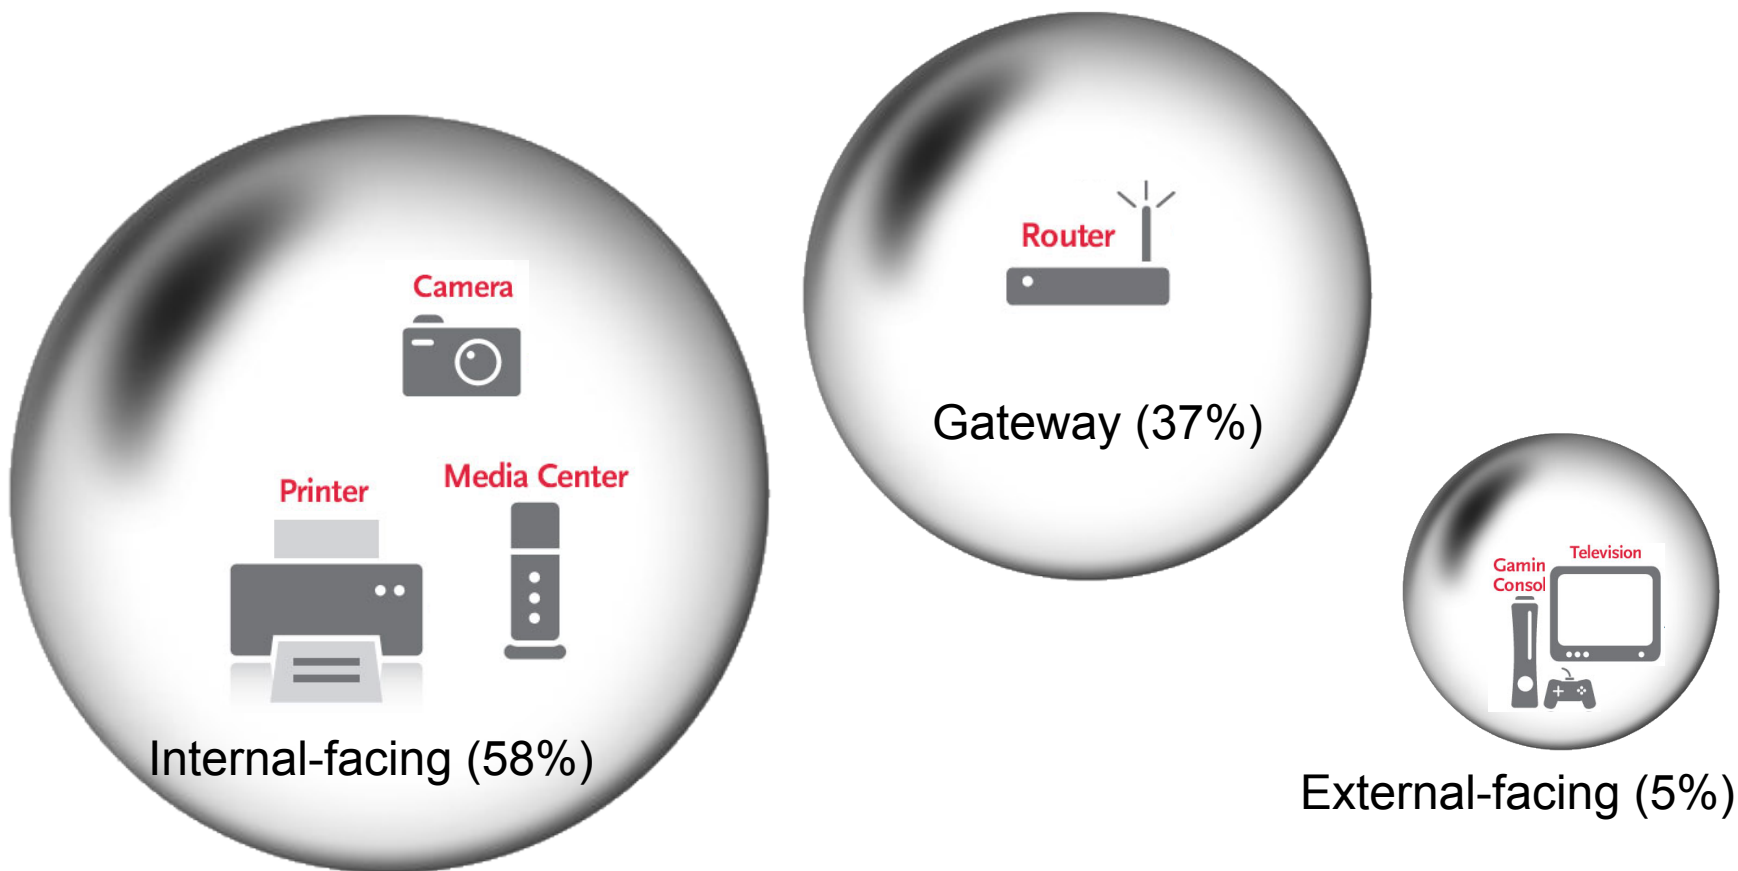 Camera
Printer
Media Center
Internal-facing (58%)
Router
Gateway (37%)
Gamin
Consol
Television
External-facing (5%)